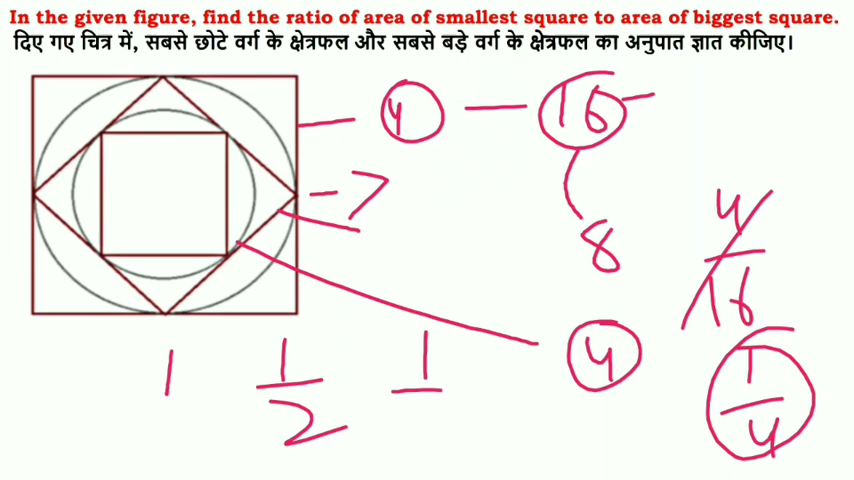 In the given figure, find the ratio of area of smallest square to area of biggest square.
दिए गए चित्र में, सबसे छोटे वर्ग के क्षेत्रफल और सबसे बड़े वर्ग के क्षेत्रफल का अनुपात ज्ञात कीजिए।
4 — 16
8
4/16
4
1 1/2 1
1/4